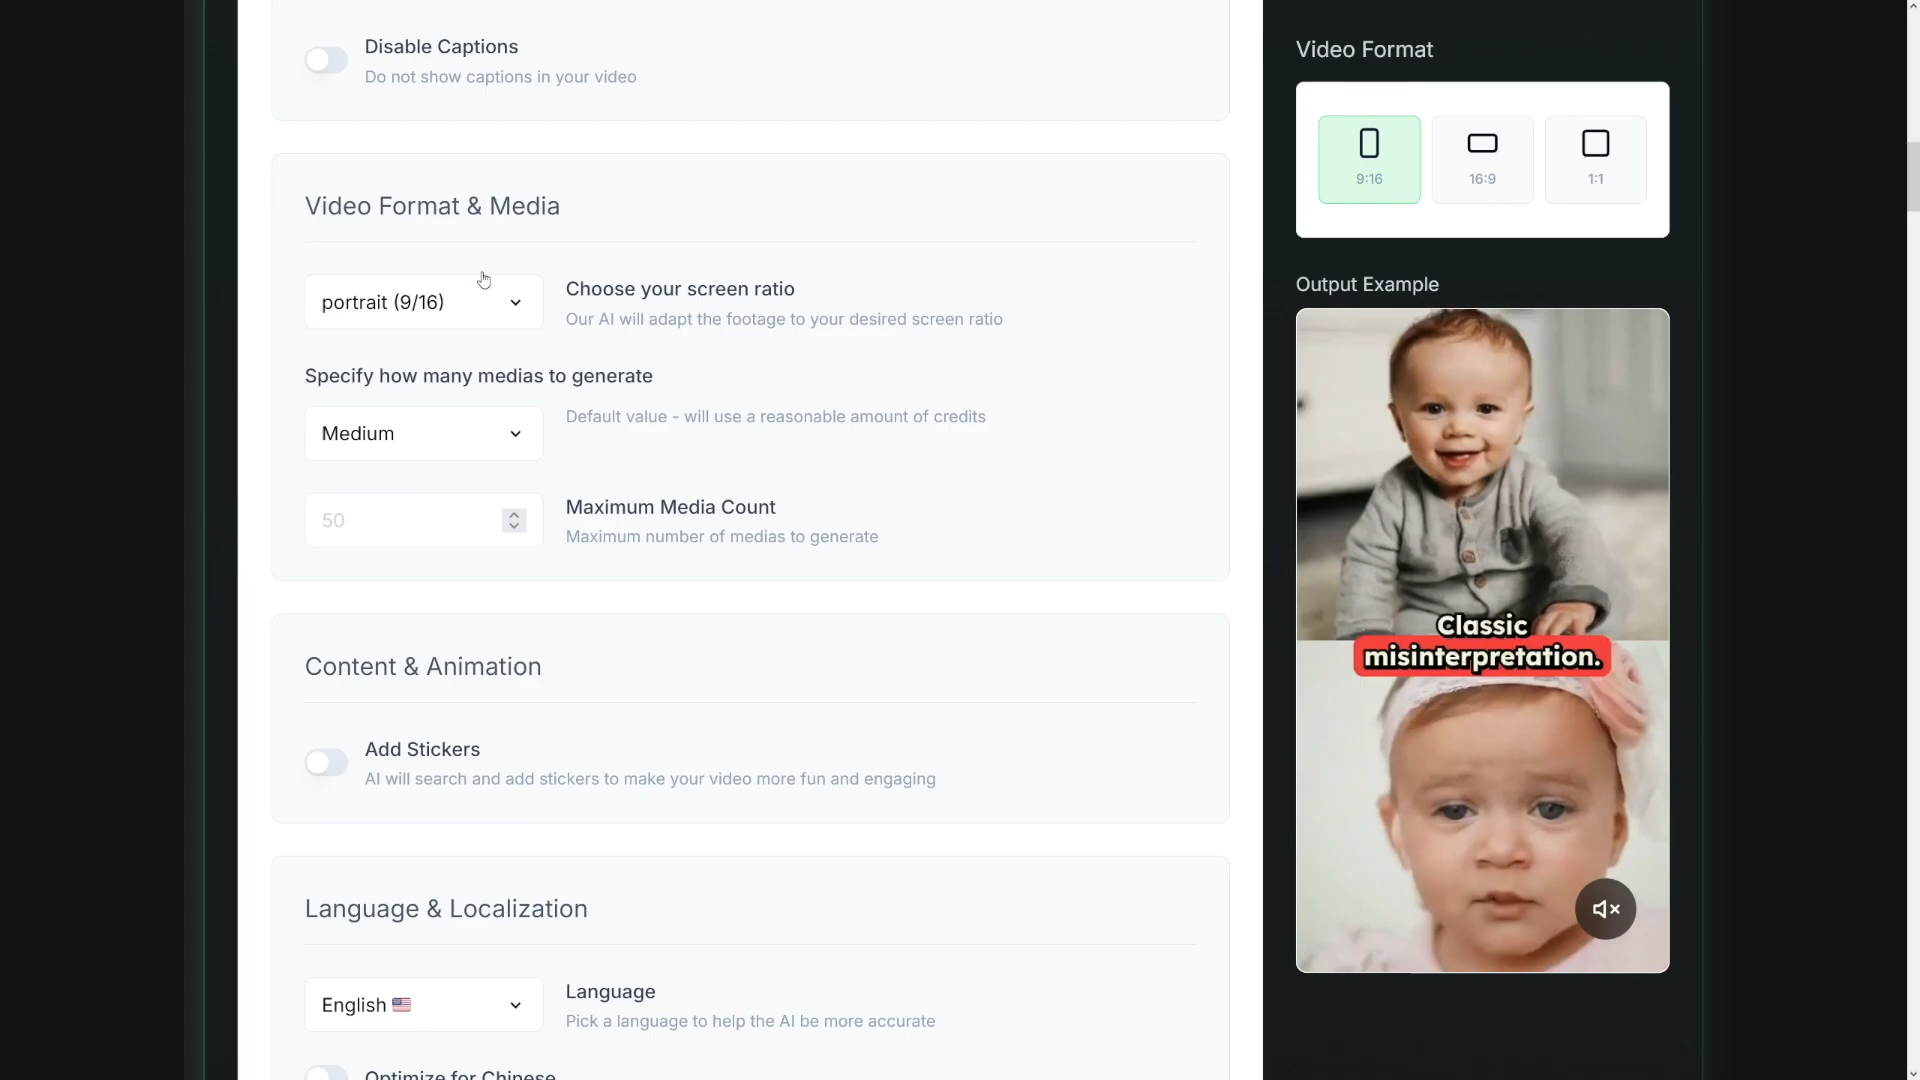 Disable Captions
Do not show captions in your video
Video Format & Media
portrait (9/16)
Choose your screen ratio
Our AI will adapt the footage to your desired screen ratio
Specify how many medias to generate
Medium
Default value - will use a reasonable amount of credits
50
Maximum Media Count
Maximum number of medias to generate
Content & Animation
Add Stickers
AI will search and add stickers to make your video more fun and engaging
Language & Localization
English
Language
Pick a language to help the AI be more accurate
Optimize for Chinese
Video Format
9:16
16:9
1:1
Output Example
Classic
misinterpretation.